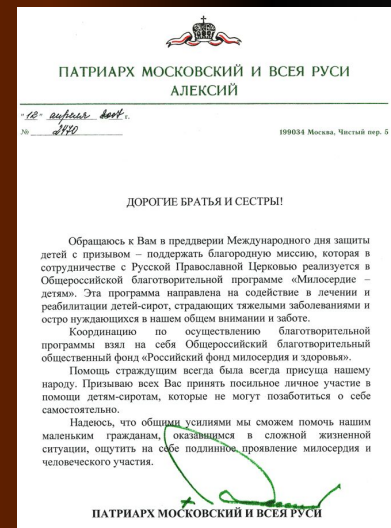 ПАТРИАРХ МОСКОВСКИЙ И ВСЕЯ РУСИ
АЛЕКСИЙ
"12" апреля 2007 г.
№ 2470
199034 Москва, Чистый пер. 5
ДОРОГИЕ БРАТЬЯ И СЕСТРЫ!
Обращаюсь к Вам в преддверии Международного дня защиты
детей с призывом – поддержать благородную миссию, которая в
сотрудничестве с Русской Православной Церковью реализуется в
Общероссийской благотворительной программе «Милосердие –
детям». Эта программа направлена на содействие в лечении и
реабилитации детей-сирот, страдающих тяжелыми заболеваниями и
остро нуждающихся в нашем общем внимании и заботе.
Координацию по осуществлению благотворительной
программы взял на себя Общероссийский благотворительный
общественный фонд «Российский фонд милосердия и здоровья».
Помощь страждущим всегда была всегда присуща нашему
народу. Призываю всех Вас принять посильное личное участие в
помощи детям-сиротам, которые не могут позаботиться о себе
самостоятельно.
Надеюсь, что общими усилиями мы сможем помочь нашим
маленьким гражданам, оказавшимся в сложной жизненной
ситуации, ощутить на себе подлинное проявление милосердия и
человеческого участия.
ПАТРИАРХ МОСКОВСКИЙ И ВСЕЯ РУСИ